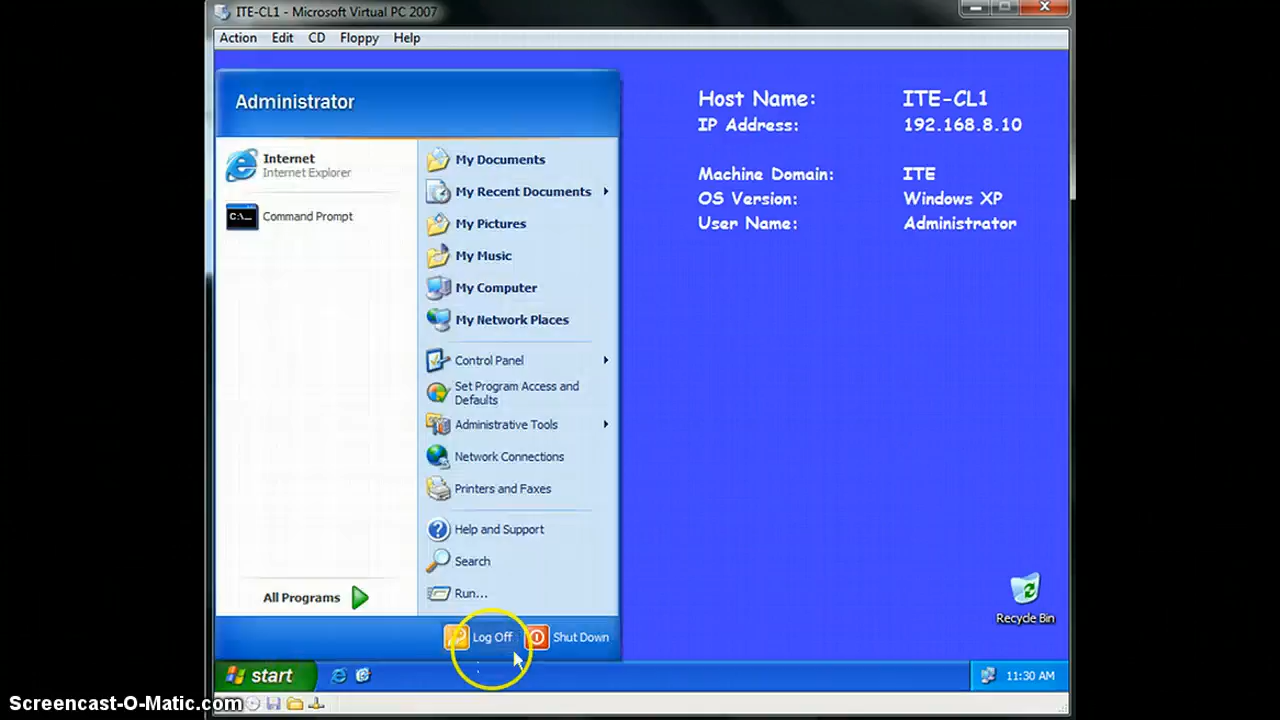 ITE-CL1 - Microsoft Virtual PC 2007
Action Edit CD Floppy Help
Administrator
Internet
Internet Explorer
C:\_
Command Prompt
All Programs
My Documents
My Recent Documents
My Pictures
My Music
My Computer
My Network Places
Control Panel
Set Program Access and
Defaults
Administrative Tools
Network Connections
Printers and Faxes
Help and Support
Search
Run...
Log Off Shut Down
Host Name: ITE-CL1
IP Address: 192.168.8.10
Machine Domain: ITE
OS Version: Windows XP
User Name: Administrator
Recycle Bin
start 11:30 AM
Screencast-O-Matic.com